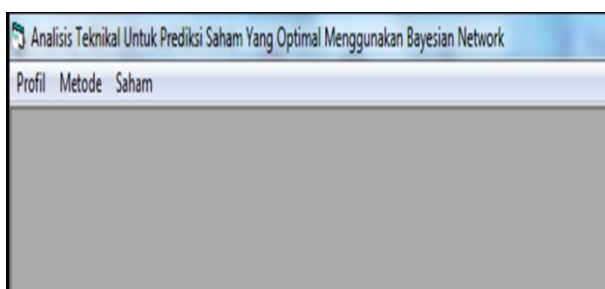 Analisis Teknikal Untuk Prediksi Saham Yang Optimal Menggunakan Bayesian Network
Profil Metode Saham